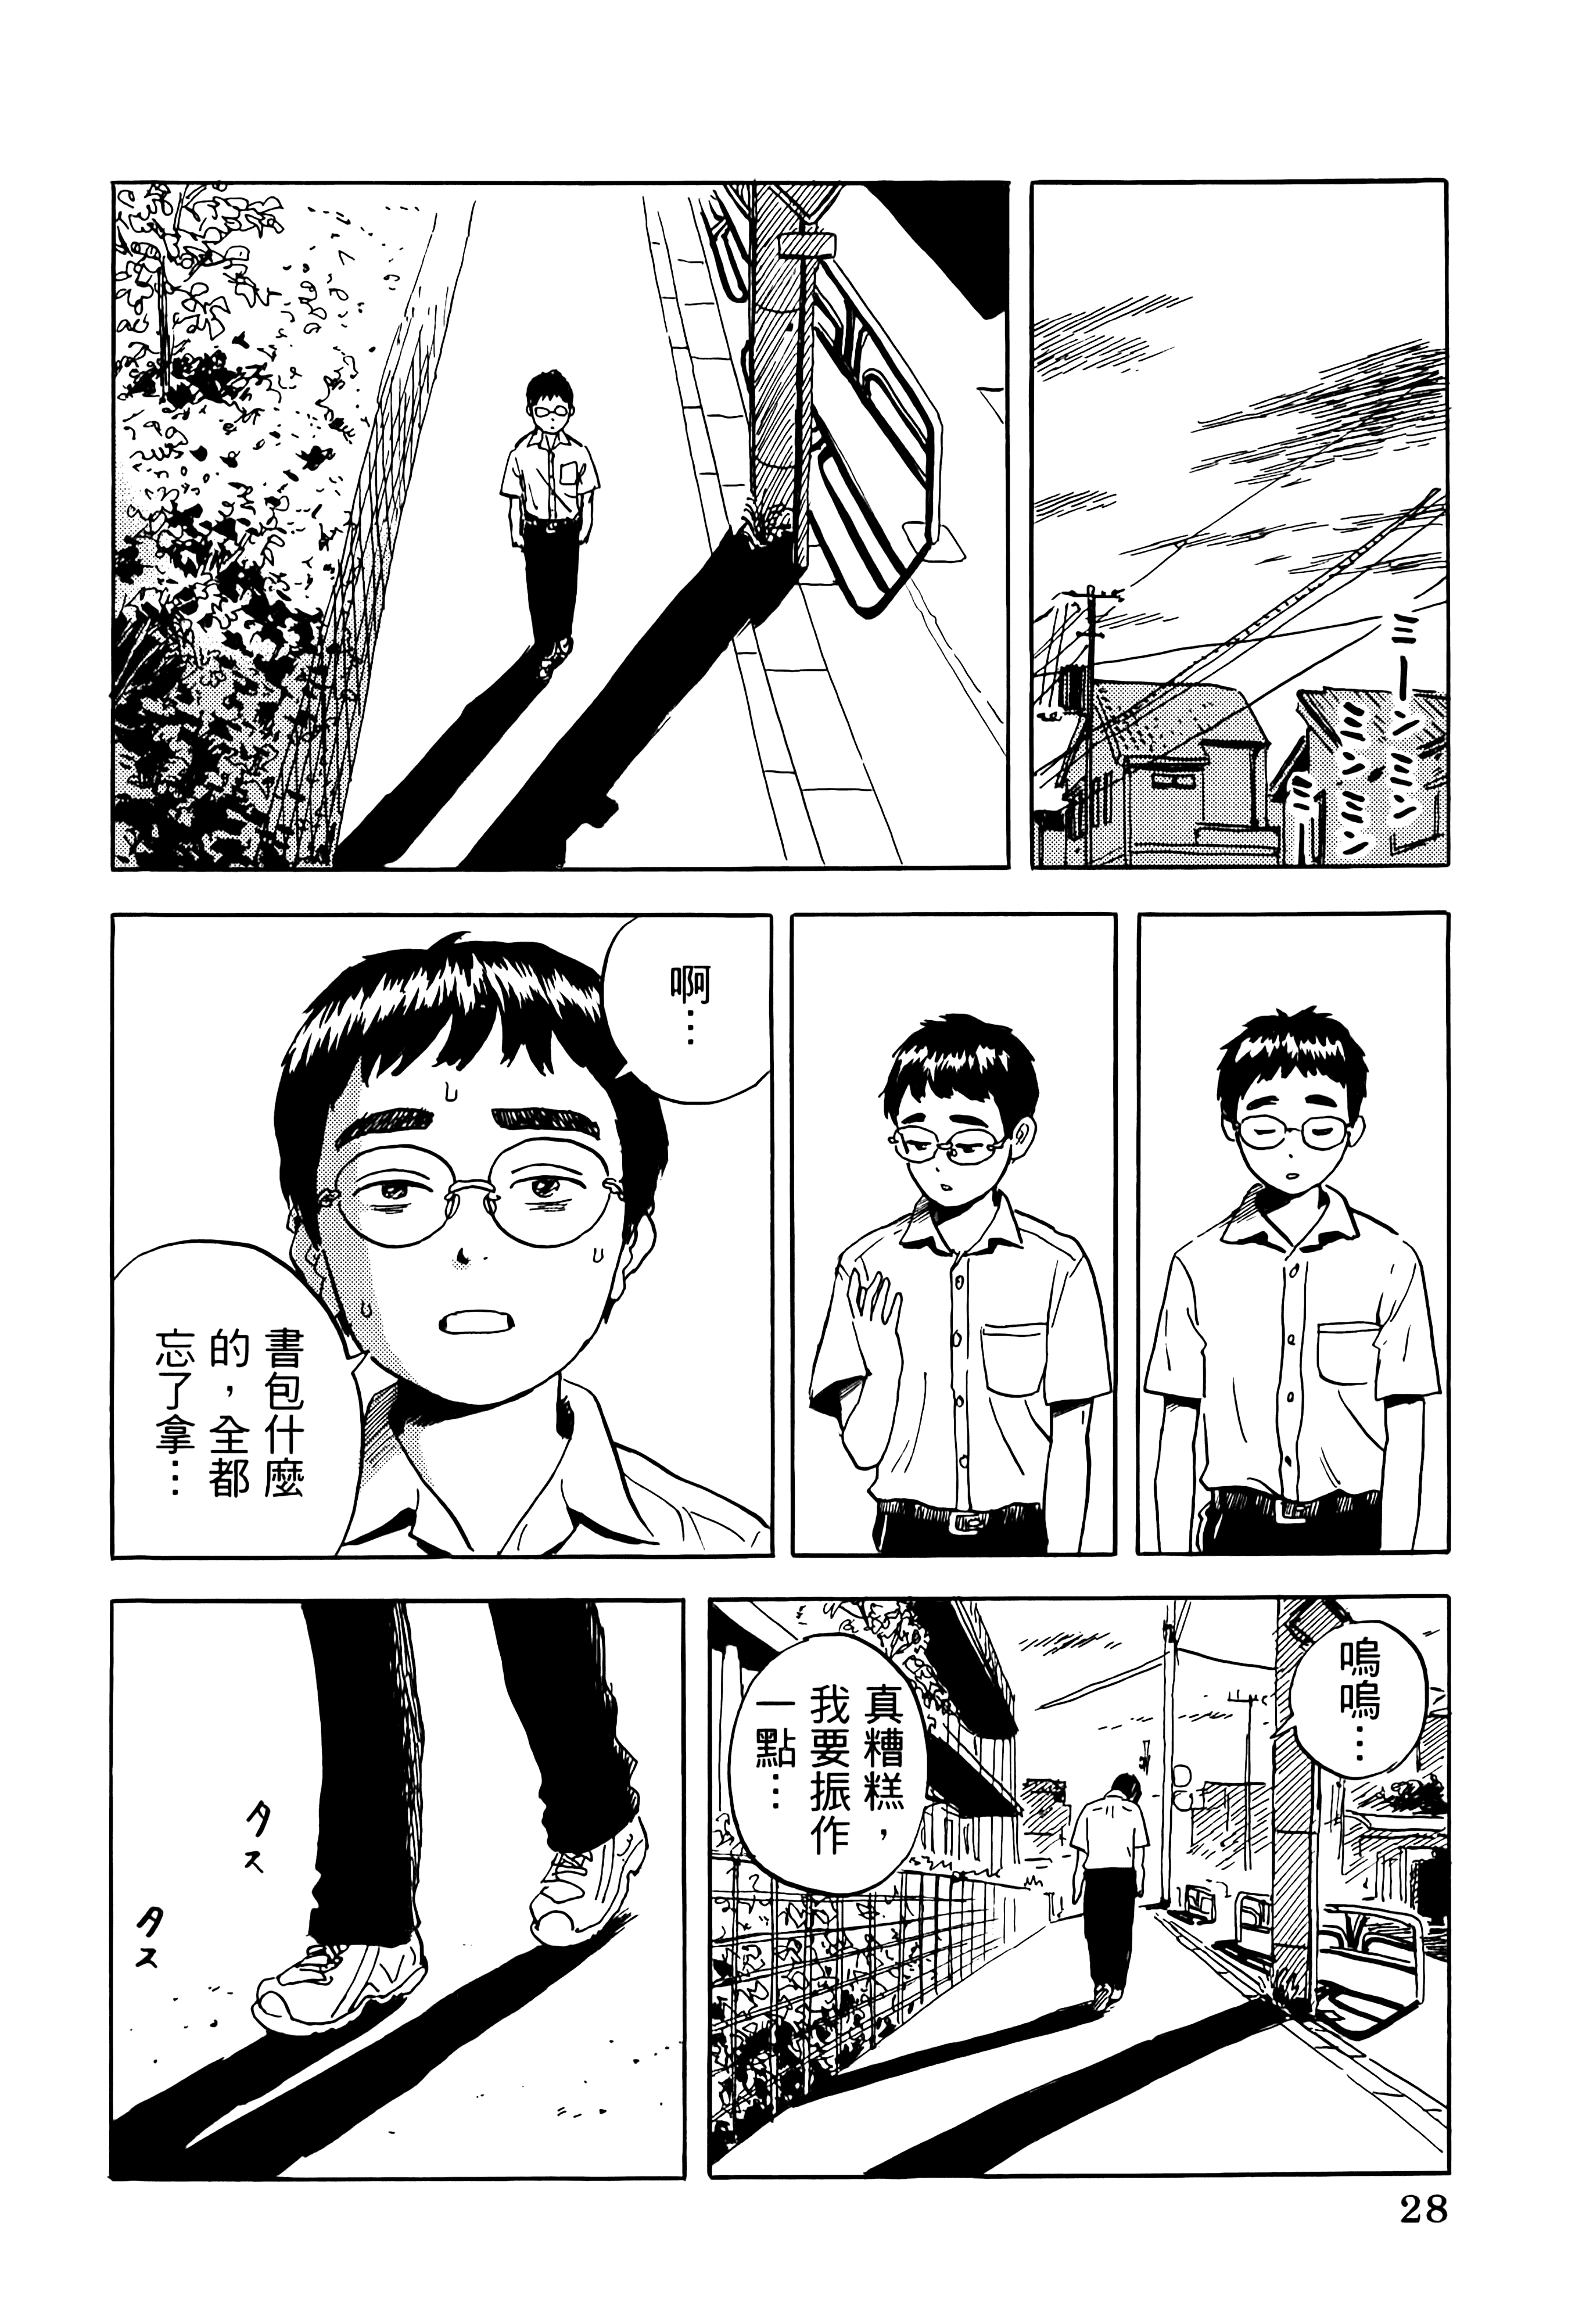 ミーンミン
ミンミン
ミ
啊…
書包什麼
的，全都
忘了拿…
嗚嗚…
真糟糕，
我要振作
一點…
タス
タス
28